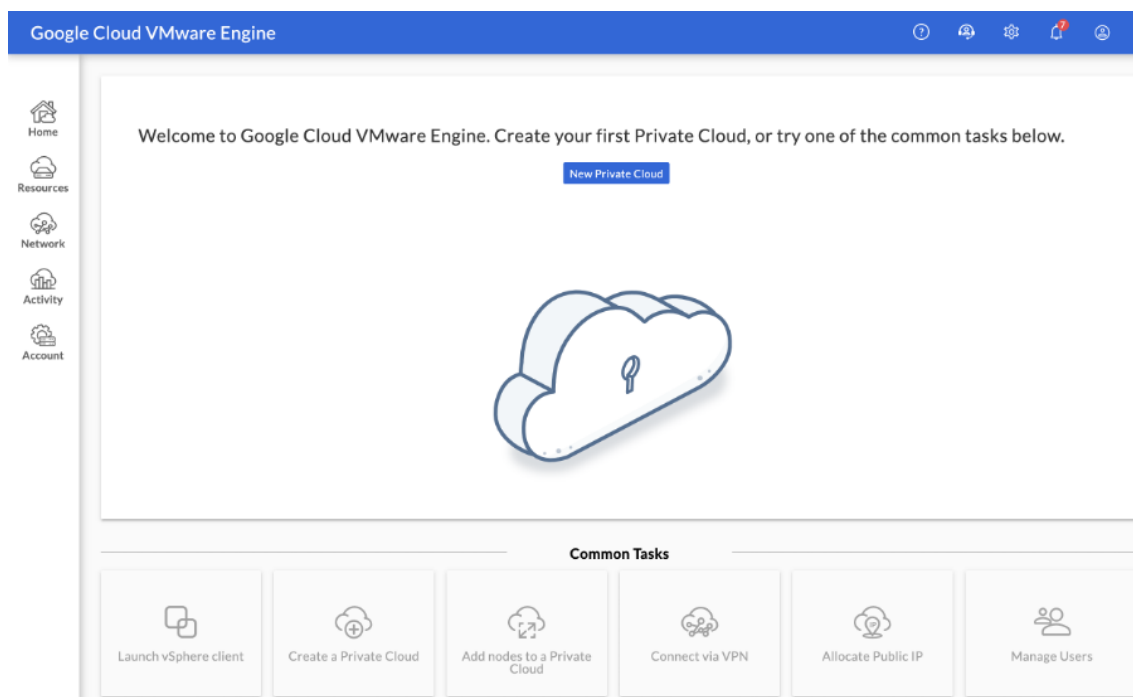 Google Cloud VMware Engine
7
Home
Resources
Network
Activity
Account
Welcome to Google Cloud VMware Engine. Create your first Private Cloud, or try one of the common tasks below.
New Private Cloud
Common Tasks
Launch vSphere client
Create a Private Cloud
Add nodes to a Private
Cloud
Connect via VPN
Allocate Public IP
Manage Users